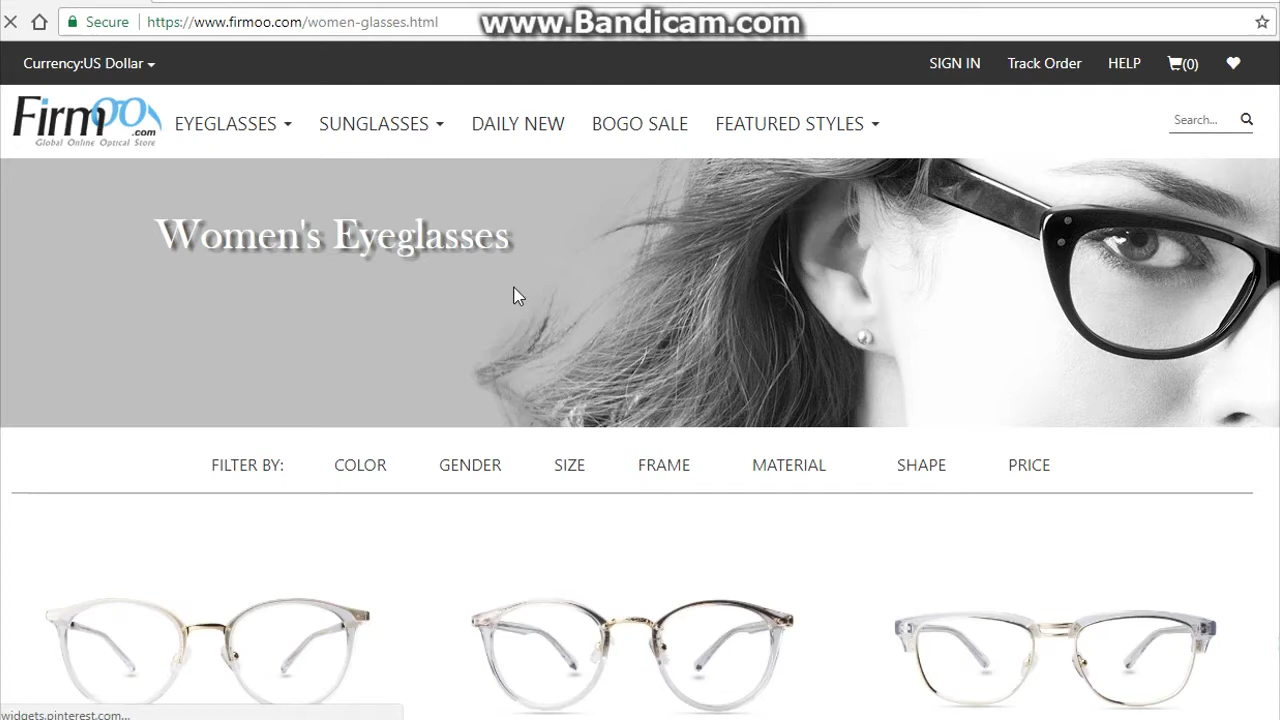 Secure https://www.firmoo.com/women-glasses.html
www.Bandicam.com
Currency:US Dollar SIGN IN Track Order HELP (0)
Firmoo .com
Global Online Optical Store
EYEGLASSES SUNGLASSES DAILY NEW BOGO SALE FEATURED STYLES Search...
Women's Eyeglasses
FILTER BY: COLOR GENDER SIZE FRAME MATERIAL SHAPE PRICE
widgets.pinterest.com...